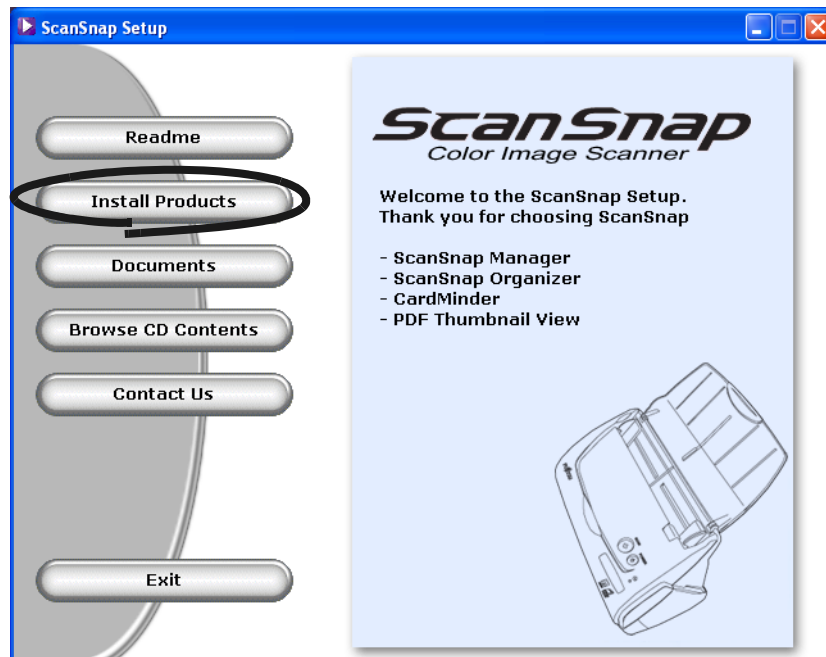 ScanSnap Setup
Readme
Install Products
Documents
Browse CD Contents
Contact Us
Exit
ScanSnap
Color Image Scanner
Welcome to the ScanSnap Setup.
Thank you for choosing ScanSnap
- ScanSnap Manager
- ScanSnap Organizer
- CardMinder
- PDF Thumbnail View
FUJITSU